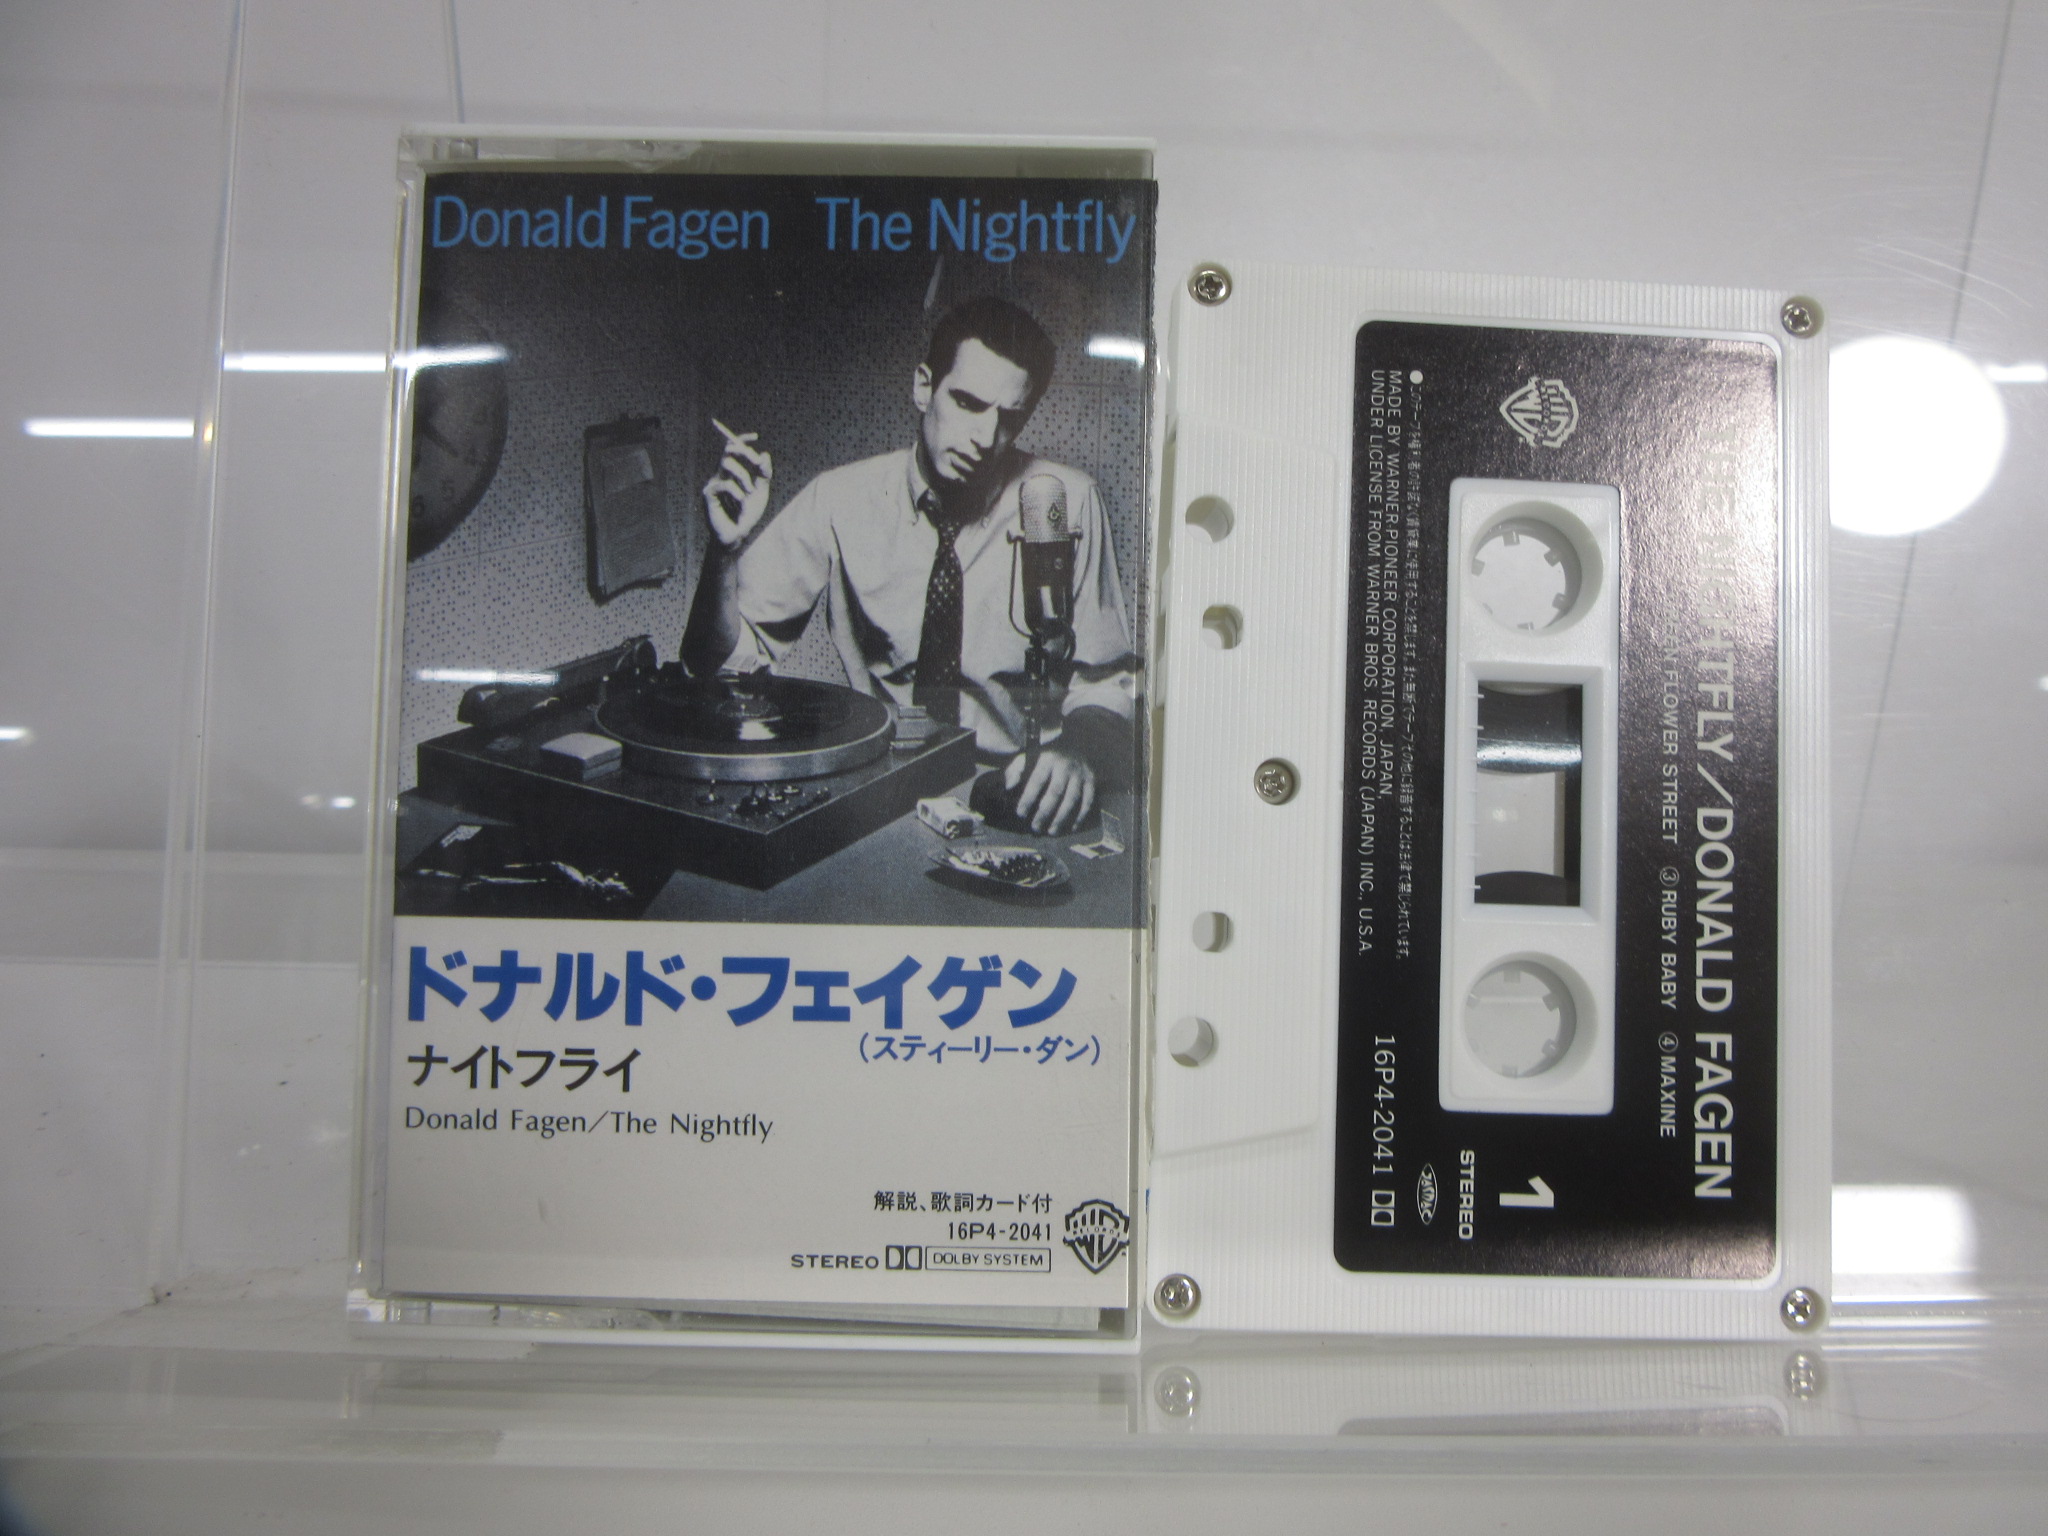 Donald Fagen The Nightfly
ドナルド・フェイゲン
(スティーリー・ダン)
ナイトフライ
Donald Fagen/The Nightfly
解説、歌詞カード付
16P4-2041
STEREO DOLBY SYSTEM
THE NIGHTFLY/DONALD FAGEN
FLOWER STREET ③RUBY BABY ④MAXINE
1
STEREO
JASRAC
16P4-2041
MADE BY WARNER-PIONEER CORPORATION, JAPAN,
UNDER LICENSE FROM WARNER BROS. RECORDS (JAPAN) INC., U.S.A.